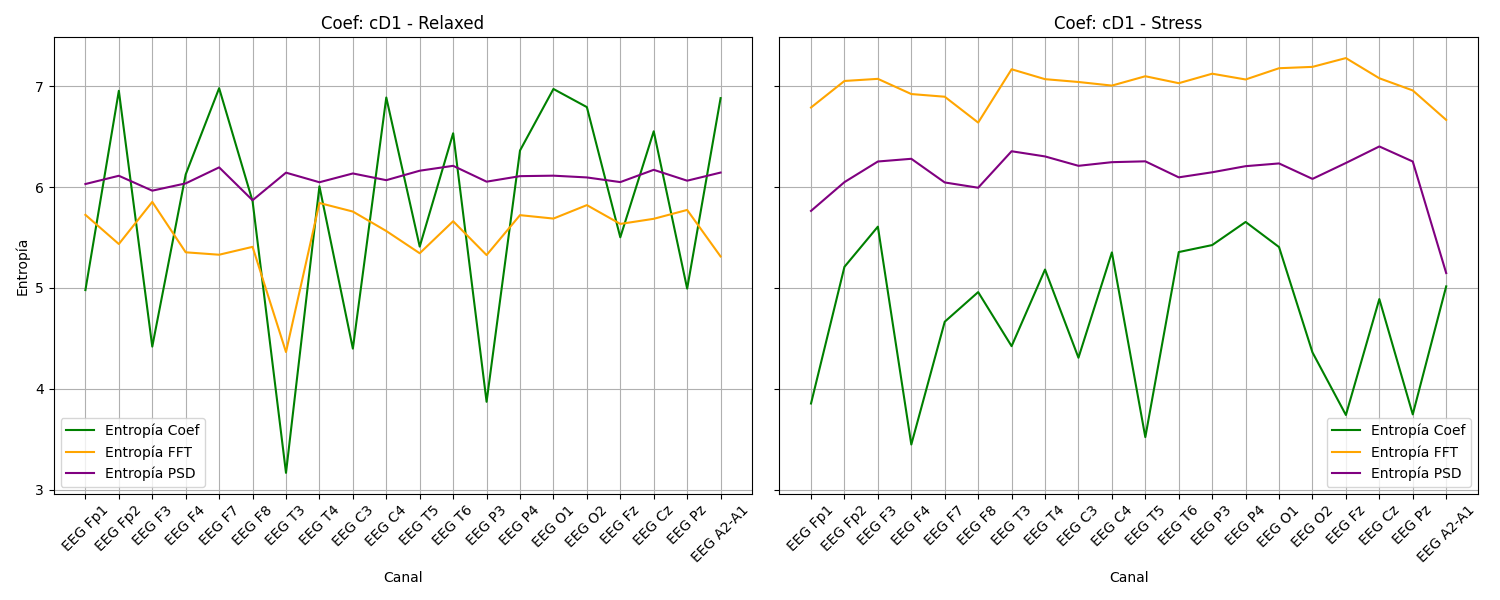 Coef: cD1 - Relaxed
Entropía
7
6
5
4
3
Entropía Coef
Entropía FFT
Entropía PSD
EEG Fp1
EEG Fp2
EEG F3
EEG F4
EEG F7
EEG F8
EEG T3
EEG T4
EEG C3
EEG C4
EEG T5
EEG T6
EEG P3
EEG P4
EEG O1
EEG O2
EEG Fz
EEG Cz
EEG Pz
EEG A2-A1
Canal
Coef: cD1 - Stress
Entropía Coef
Entropía FFT
Entropía PSD
EEG Fp1
EEG Fp2
EEG F3
EEG F4
EEG F7
EEG F8
EEG T3
EEG T4
EEG C3
EEG C4
EEG T5
EEG T6
EEG P3
EEG P4
EEG O1
EEG O2
EEG Fz
EEG Cz
EEG Pz
EEG A2-A1
Canal